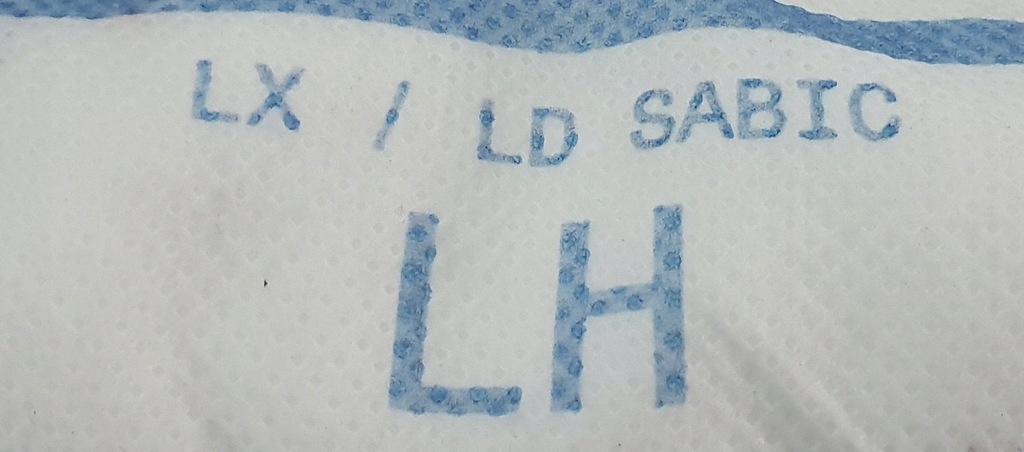 LX / LD SABIC
LH